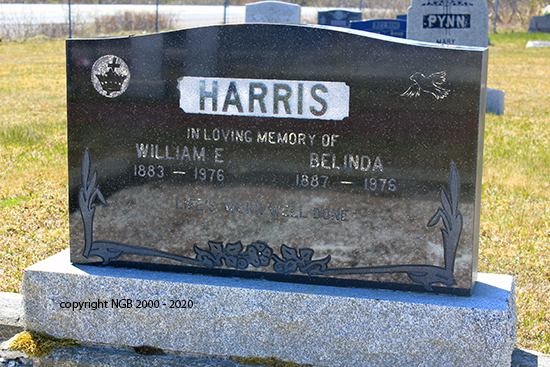 PYNN
MARY
HARRIS
IN LOVING MEMORY OF
WILLIAM E. BELINDA
1883 — 1976 1887 — 1976
LIFE'S WORK WELL DONE
copyright NGB 2000 - 2020